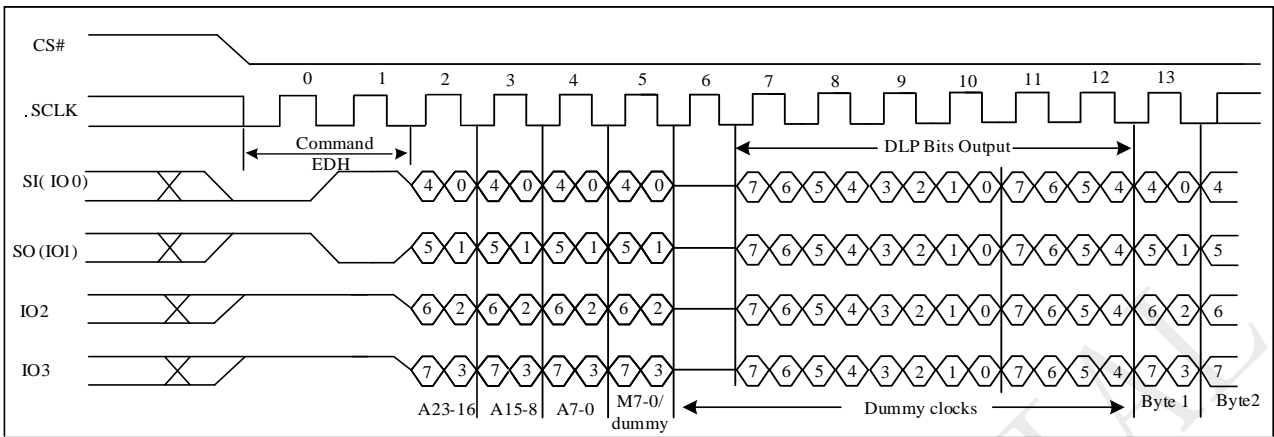 CS#
0 1 2 3 4 5 6 7 8 9 10 11 12 13
.SCLK
Command
EDH
DLP Bits Output
SI( IO 0) 4 0 4 0 4 0 4 0 7 6 5 4 3 2 1 0 7 6 5 4 4 0 4
SO (IO1) 5 1 5 1 5 1 5 1 7 6 5 4 3 2 1 0 7 6 5 4 5 1 5
IO2 6 2 6 2 6 2 6 2 7 6 5 4 3 2 1 0 7 6 5 4 6 2 6
IO3 7 3 7 3 7 3 7 3 7 6 5 4 3 2 1 0 7 6 5 4 7 3 7
A23-16 A15-8 A7-0 M7-0/
dummy
Dummy clocks
Byte 1 Byte2